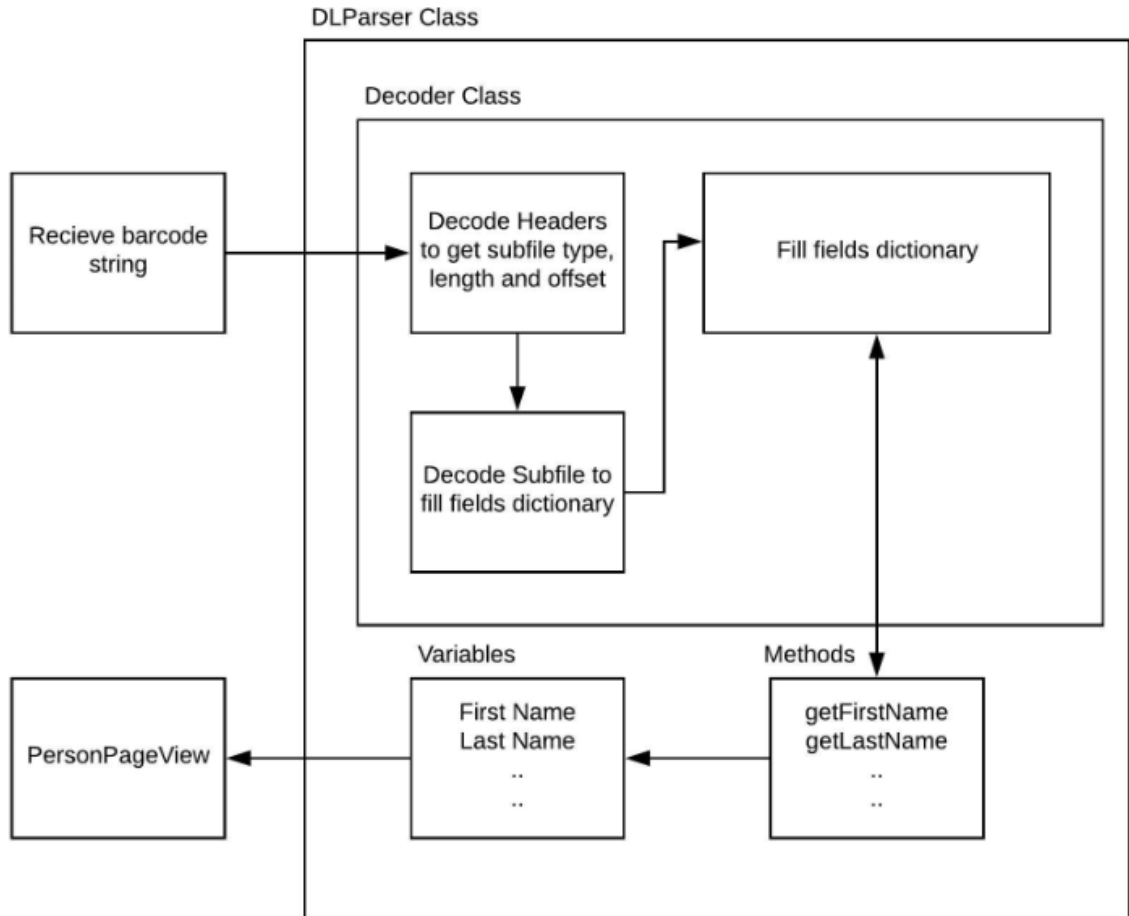 DLParser Class
Decoder Class
Recieve barcode
string
Decode Headers
to get subfile type,
length and offset
Fill fields dictionary
Decode Subfile to
fill fields dictionary
Variables
Methods
PersonPageView
First Name
Last Name
..
..
getFirstName
getLastName
..
..